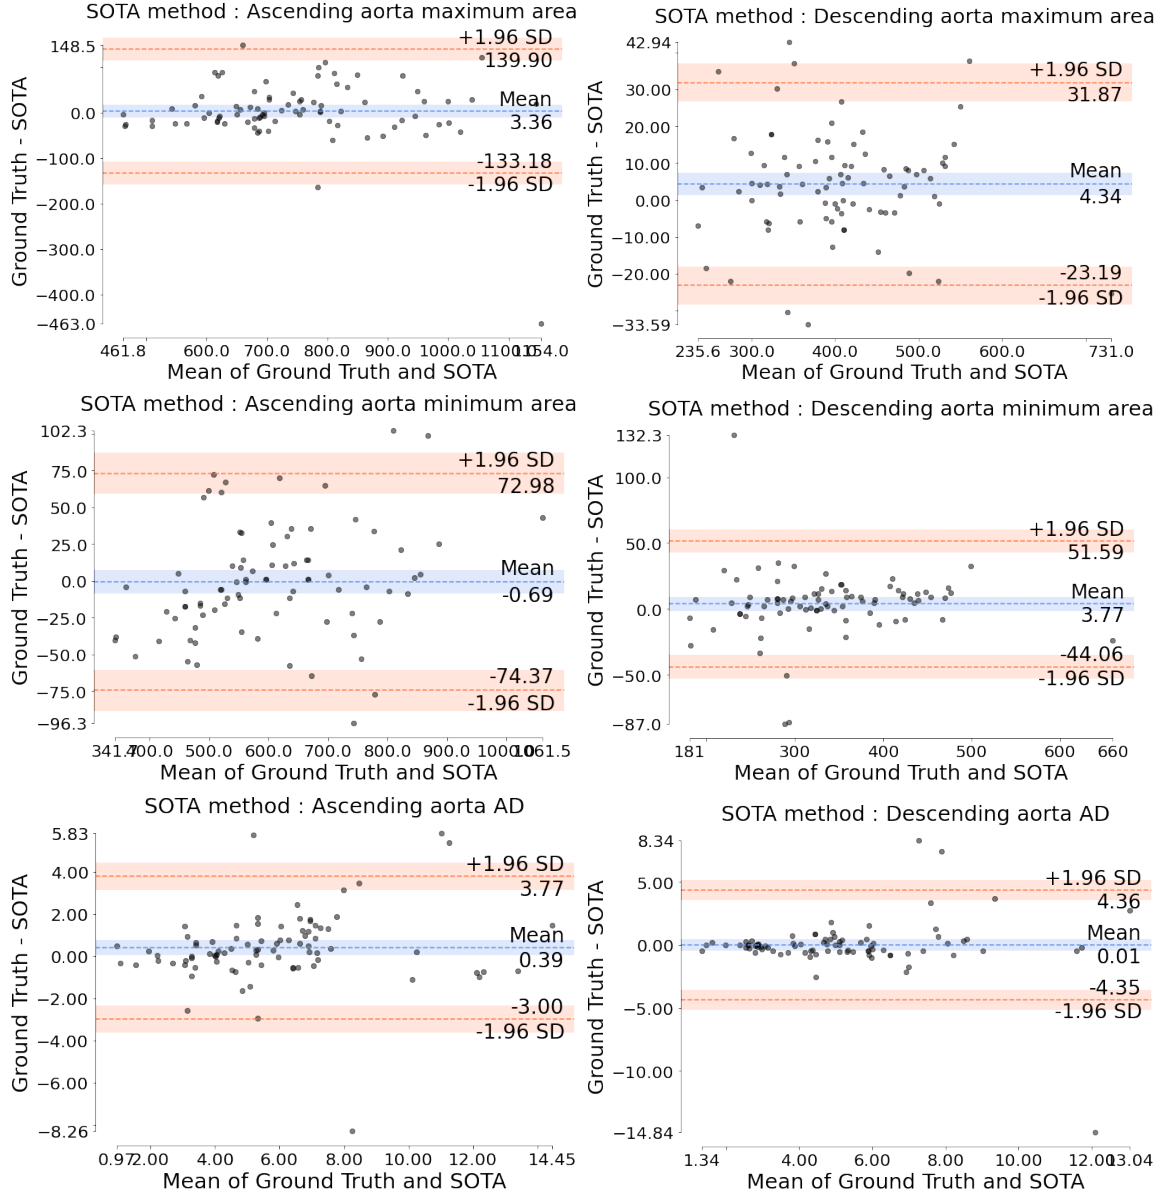 SOTA method : Ascending aorta maximum area
148.5
0.0
−100.0
−200.0
−300.0
−400.0
−463.0
Ground Truth - SOTA
+1.96 SD
139.90
Mean
3.36
-133.18
-1.96 SD
461.8 600.0 700.0 800.0 900.0 1000.0 1100.0 1154.0
Mean of Ground Truth and SOTA
SOTA method : Descending aorta maximum area
42.94
30.00
20.00
10.00
0.00
−10.00
−20.00
−33.59
Ground Truth - SOTA
+1.96 SD
31.87
Mean
4.34
-23.19
-1.96 SD
235.6 300.0 400.0 500.0 600.0 731.0
Mean of Ground Truth and SOTA
SOTA method : Ascending aorta minimum area
102.3
75.0
50.0
25.0
0.0
−25.0
−50.0
−75.0
−96.3
Ground Truth - SOTA
+1.96 SD
72.98
Mean
-0.69
-74.37
-1.96 SD
341.7 400.0 500.0 600.0 700.0 800.0 900.0 1000.0 1061.5
Mean of Ground Truth and SOTA
SOTA method : Descending aorta minimum area
132.3
100.0
50.0
0.0
−50.0
−87.0
Ground Truth - SOTA
+1.96 SD
51.59
Mean
3.77
-44.06
-1.96 SD
181 300 400 500 600 660
Mean of Ground Truth and SOTA
SOTA method : Ascending aorta AD
5.83
4.00
2.00
0.00
−2.00
−4.00
−6.00
−8.26
Ground Truth - SOTA
+1.96 SD
3.77
Mean
0.39
-3.00
-1.96 SD
0.97 2.00 4.00 6.00 8.00 10.00 12.00 14.45
Mean of Ground Truth and SOTA
SOTA method : Descending aorta AD
8.34
5.00
0.00
−5.00
−10.00
−14.84
Ground Truth - SOTA
+1.96 SD
4.36
Mean
0.01
-4.35
-1.96 SD
1.34 4.00 6.00 8.00 10.00 12.00 13.04
Mean of Ground Truth and SOTA